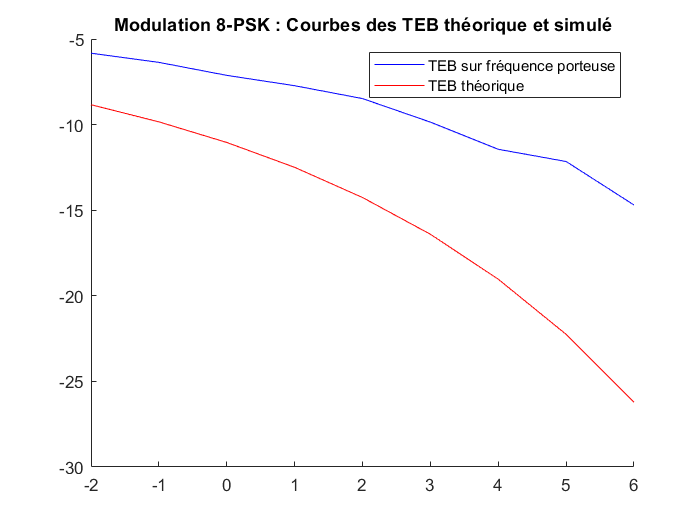 Modulation 8-PSK : Courbes des TEB théorique et simulé
TEB sur fréquence porteuse
TEB théorique
-5
-10
-15
-20
-25
-30
-2 -1 0 1 2 3 4 5 6